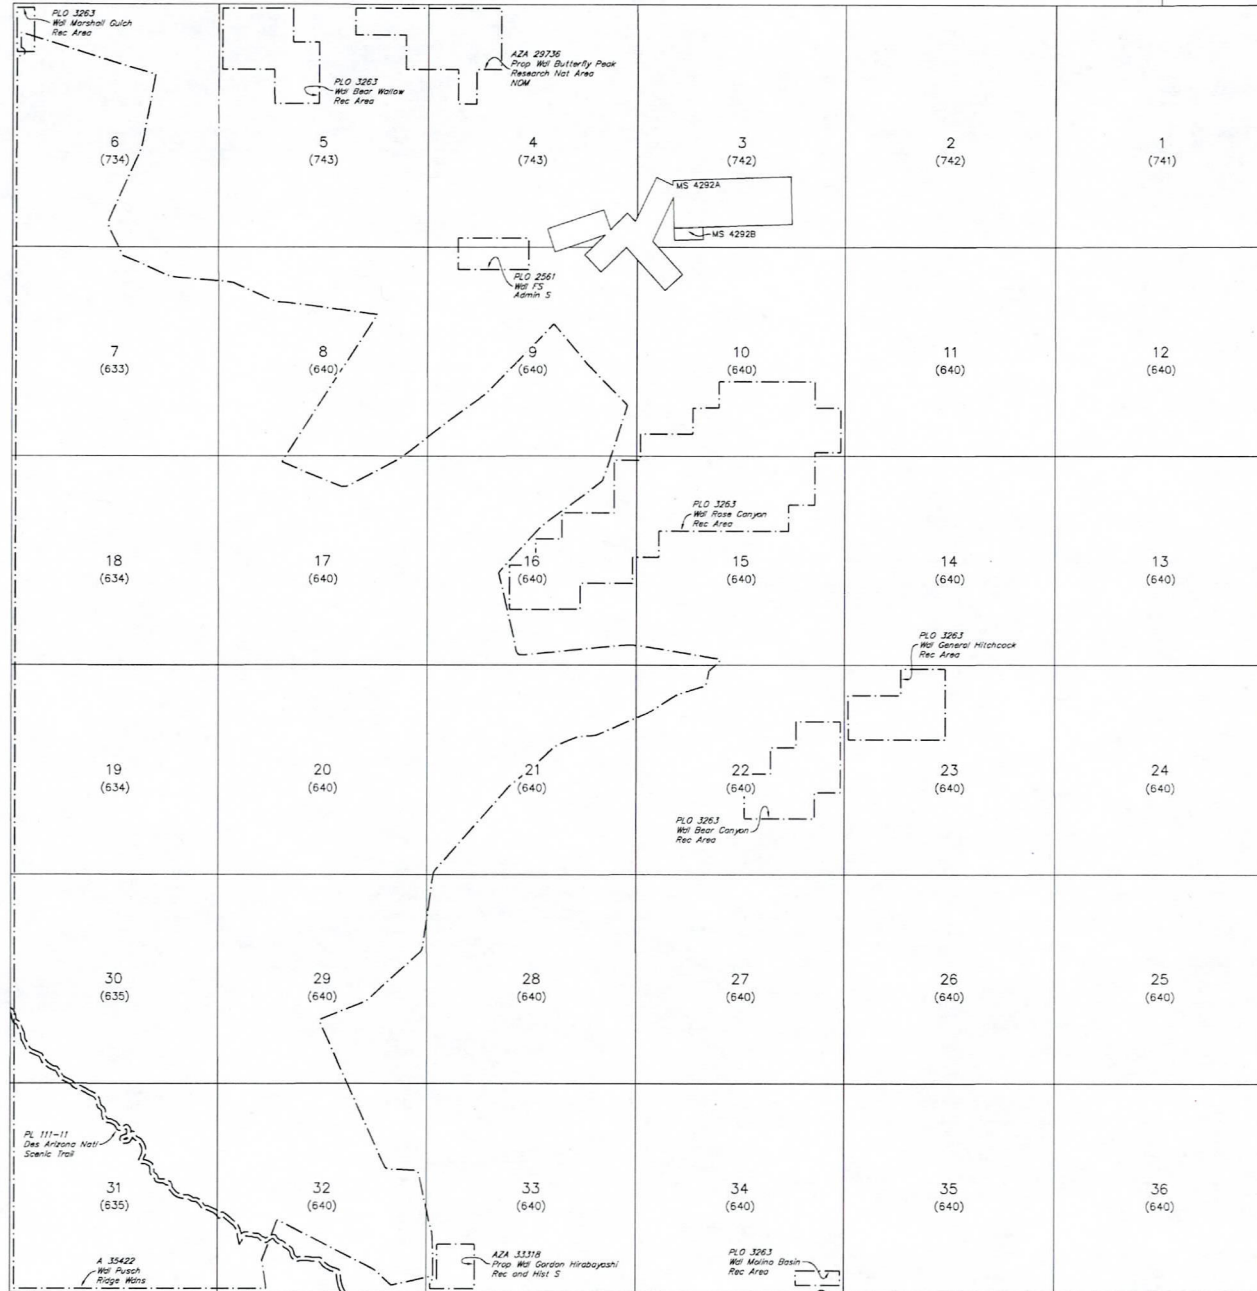 PLO 3263
Wdl Marshall Gulch
Rec Area
PLO 3263
Wdl Bear Wallow
Rec Area
AZA 29736
Prop Wdl Butterfly Peak
Research Nat Area
NDM
6
(734)
5
(743)
4
(743)
3
(742)
2
(742)
1
(741)
MS 4292A
MS 4292B
PLO 2561
Wdl FS
Admin S
7
(633)
8
(640)
9
(640)
10
(640)
11
(640)
12
(640)
PLO 3263
Wdl Rose Canyon
Rec Area
18
(634)
17
(640)
16
(640)
15
(640)
14
(640)
13
(640)
PLO 3263
Wdl General Hitchcock
Rec Area
19
(634)
20
(640)
21
(640)
22
(640)
23
(640)
24
(640)
PLO 3263
Wdl Bear Canyon
Rec Area
30
(635)
29
(640)
28
(640)
27
(640)
26
(640)
25
(640)
PL 111-11
Des Arizona Natl
Scenic Trail
31
(635)
32
(640)
33
(640)
34
(640)
35
(640)
36
(640)
A 35422
Wdl Pusch
Ridge Wdns
AZA 33318
Prop Wdl Gordon Hirabayashi
Rec and Hist S
PLO 3263
Wdl Molino Basin
Rec Area